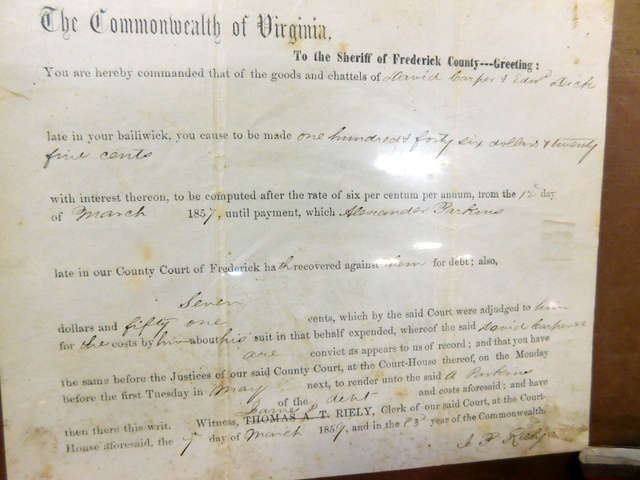 The Commonwealth of Virginia,
To the Sheriff of Frederick County---Greeting:
You are hereby commanded that of the goods and chattels of David Carper & Edwd
late in your bailiwick, you cause to be made one hundred & forty six dollars & twenty
five cents
with interest thereon, to be computed after the rate of six per centum per annum, from the day
of March 1857, until payment, which Alexander Perkins
late in our County Court of Frederick hath recovered against them for debt; also,
Seven
dollars and fifty one cents, which by the said Court were adjudged to him
for the costs by him about his suit in that behalf expended, whereof the said David Carper
are convict as appears to us of record; and that you have
the same before the Justices of our said County Court, at the Court-House thereof, on the Monday
before the first Tuesday in May next, to render unto the said A Perkins
of the debt and costs aforesaid; and have
then there this writ. Witness, THOMAS A. T. RIELY, Clerk of our said Court, at the Court-
James
House aforesaid, the day of March 1857, and in the year of the Commonwealth.